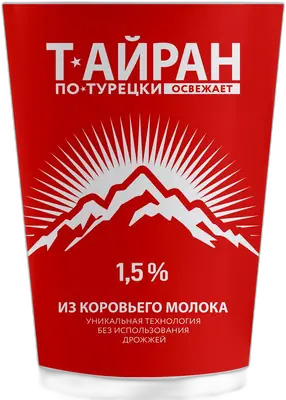 Т★АЙРАН
ПО★ТУРЕЦКИ ОСВЕЖАЕТ
1,5%
ИЗ КОРОВЬЕГО МОЛОКА
УНИКАЛЬНАЯ ТЕХНОЛОГИЯ
БЕЗ ИСПОЛЬЗОВАНИЯ
ДРОЖЖЕЙ